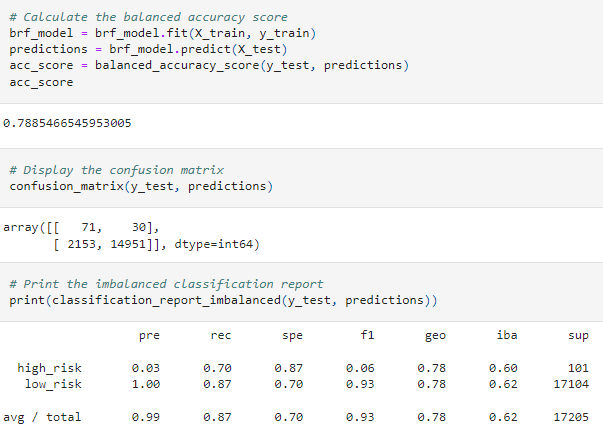 # Calculate the balanced accuracy score
brf_model = brf_model.fit(X_train, y_train)
predictions = brf_model.predict(X_test)
acc_score = balanced_accuracy_score(y_test, predictions)
acc_score
0.7885466545953005
# Display the confusion matrix
confusion_matrix(y_test, predictions)
array([[   71,    30],
       [ 2153, 14951]], dtype=int64)
# Print the imbalanced classification report
print(classification_report_imbalanced(y_test, predictions))
pre rec spe f1 geo iba sup
high_risk 0.03 0.70 0.87 0.06 0.78 0.60 101
low_risk 1.00 0.87 0.70 0.93 0.78 0.62 17104
avg / total 0.99 0.87 0.70 0.93 0.78 0.62 17205